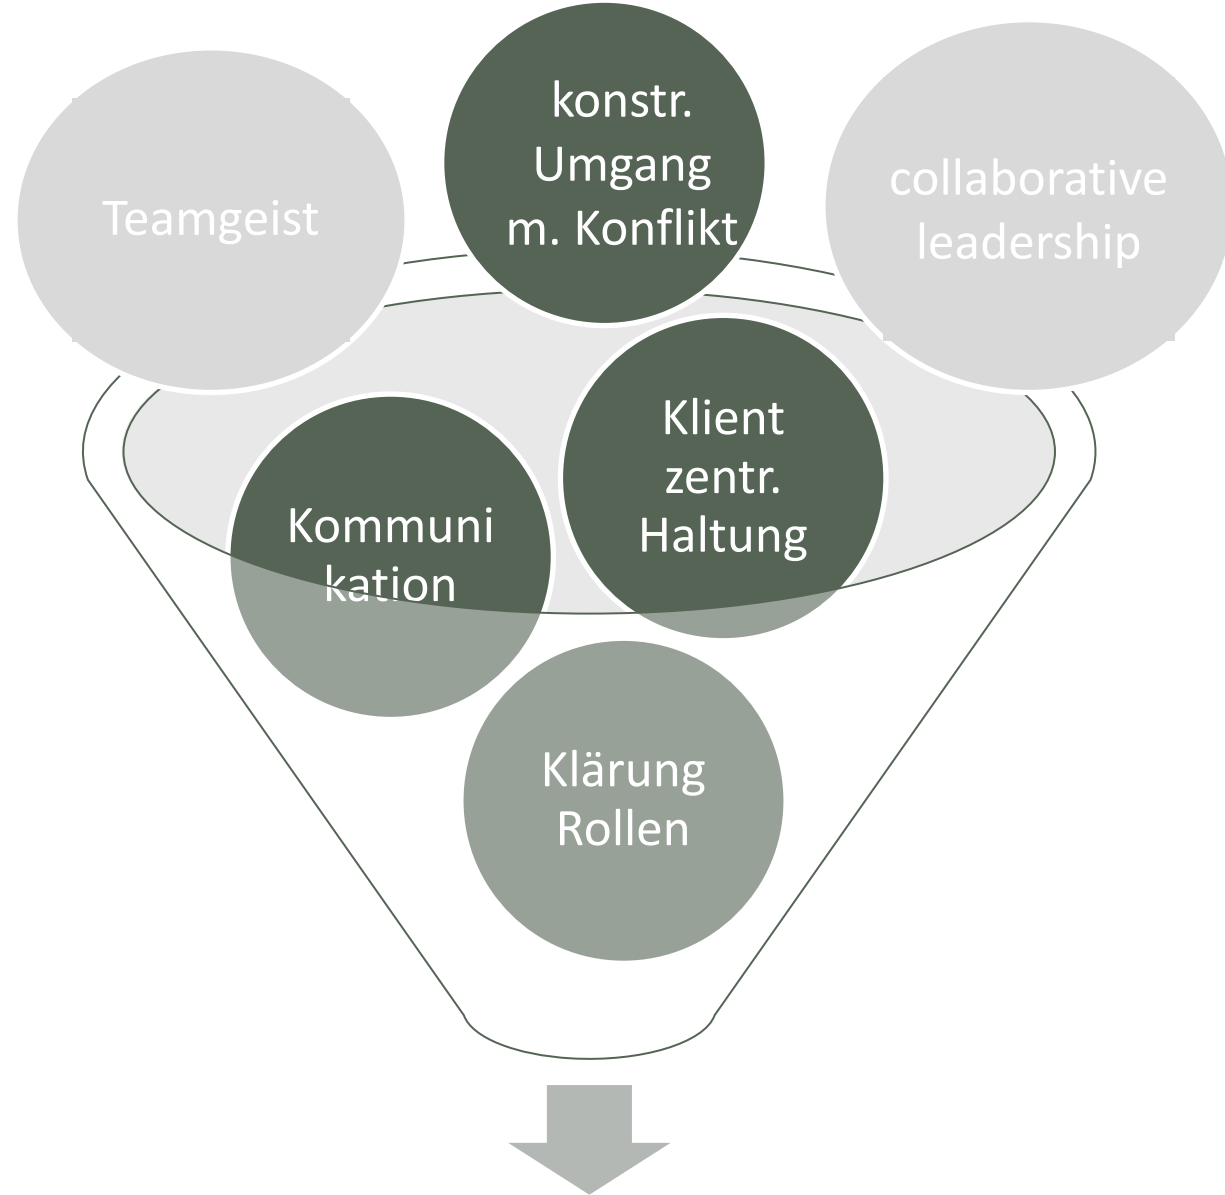 konstr.
Umgang
m. Konflikt
Teamgeist
collaborative
leadership
Klient
zentr.
Haltung
Kommuni
kation
Klärung
Rollen